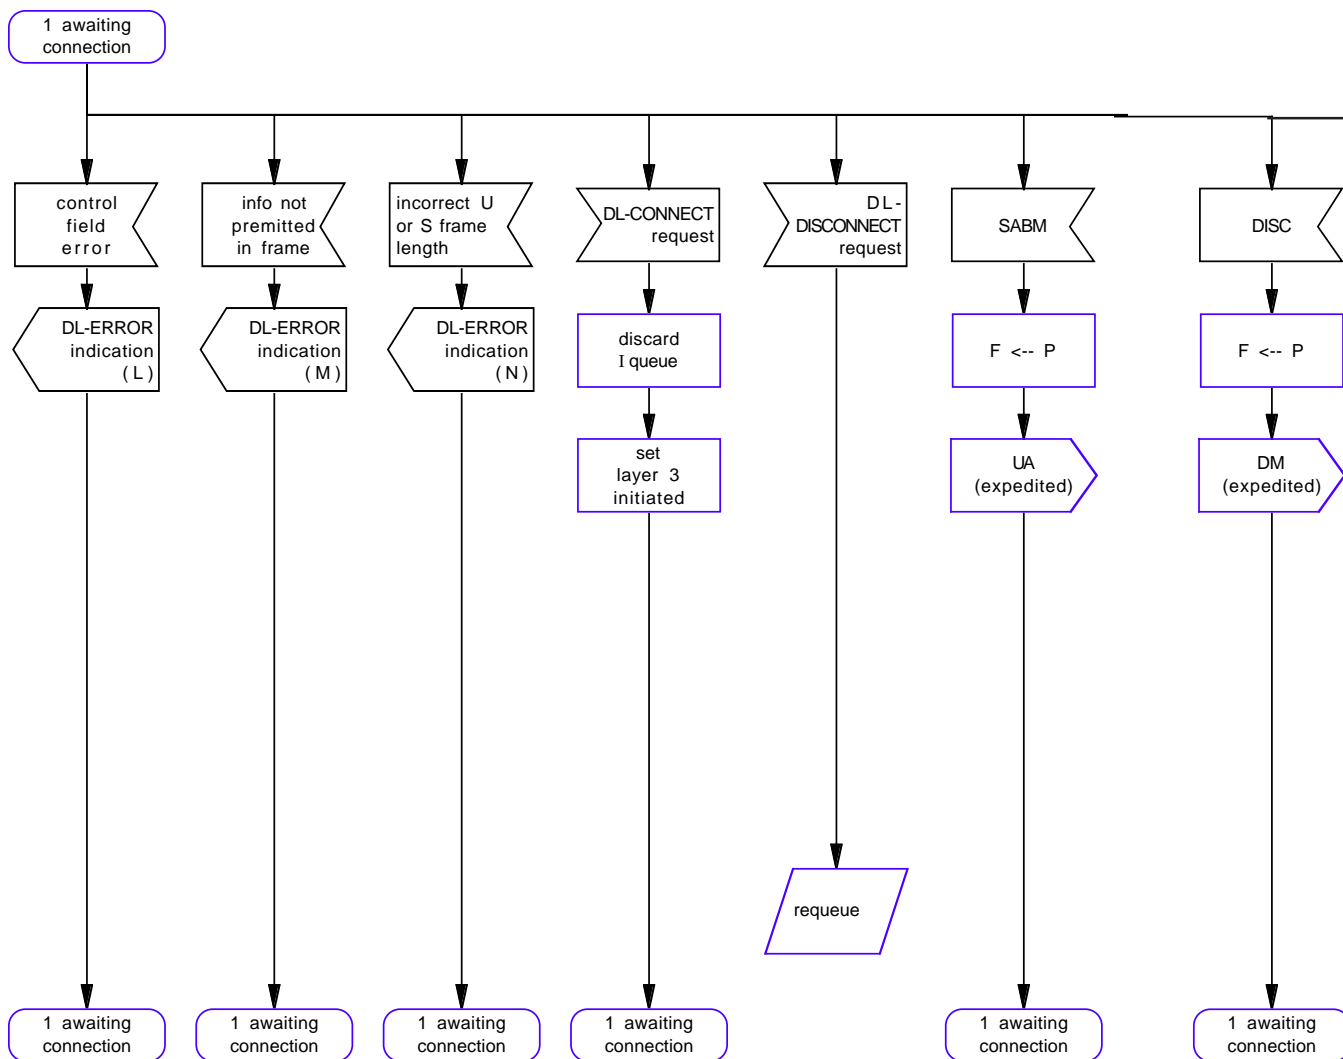 1 awaiting
connection
control
field
error
info not
premitted
in frame
incorrect U
or S frame
length
DL-CONNECT
request
DL-
DISCONNECT
request
SABM
DISC
DL-ERROR
indication
(L)
DL-ERROR
indication
(M)
DL-ERROR
indication
(N)
discard
I queue
F <-- P
F <-- P
set
layer 3
initiated
UA
(expedited)
DM
(expedited)
requeue
1 awaiting
connection
1 awaiting
connection
1 awaiting
connection
1 awaiting
connection
1 awaiting
connection
1 awaiting
connection